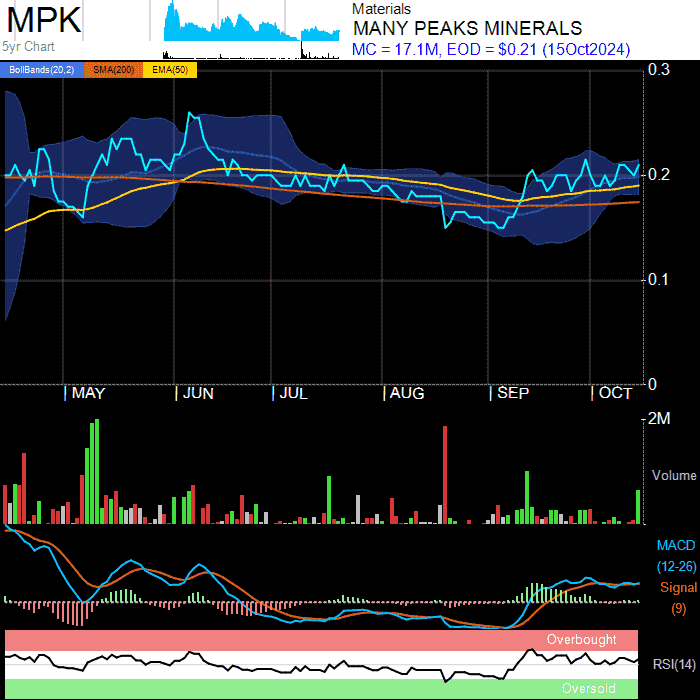 MPK
5yr Chart
Materials
MANY PEAKS MINERALS
MC = 17.1M, EOD = $0.21 (15Oct2024)
BollBands(20,2) SMA(200) EMA(50)
0.3
0.2
0.1
0
MAY JUN JUL AUG SEP OCT
2M
Volume
MACD
(12-26)
Signal
(9)
Overbought
RSI(14)
Oversold